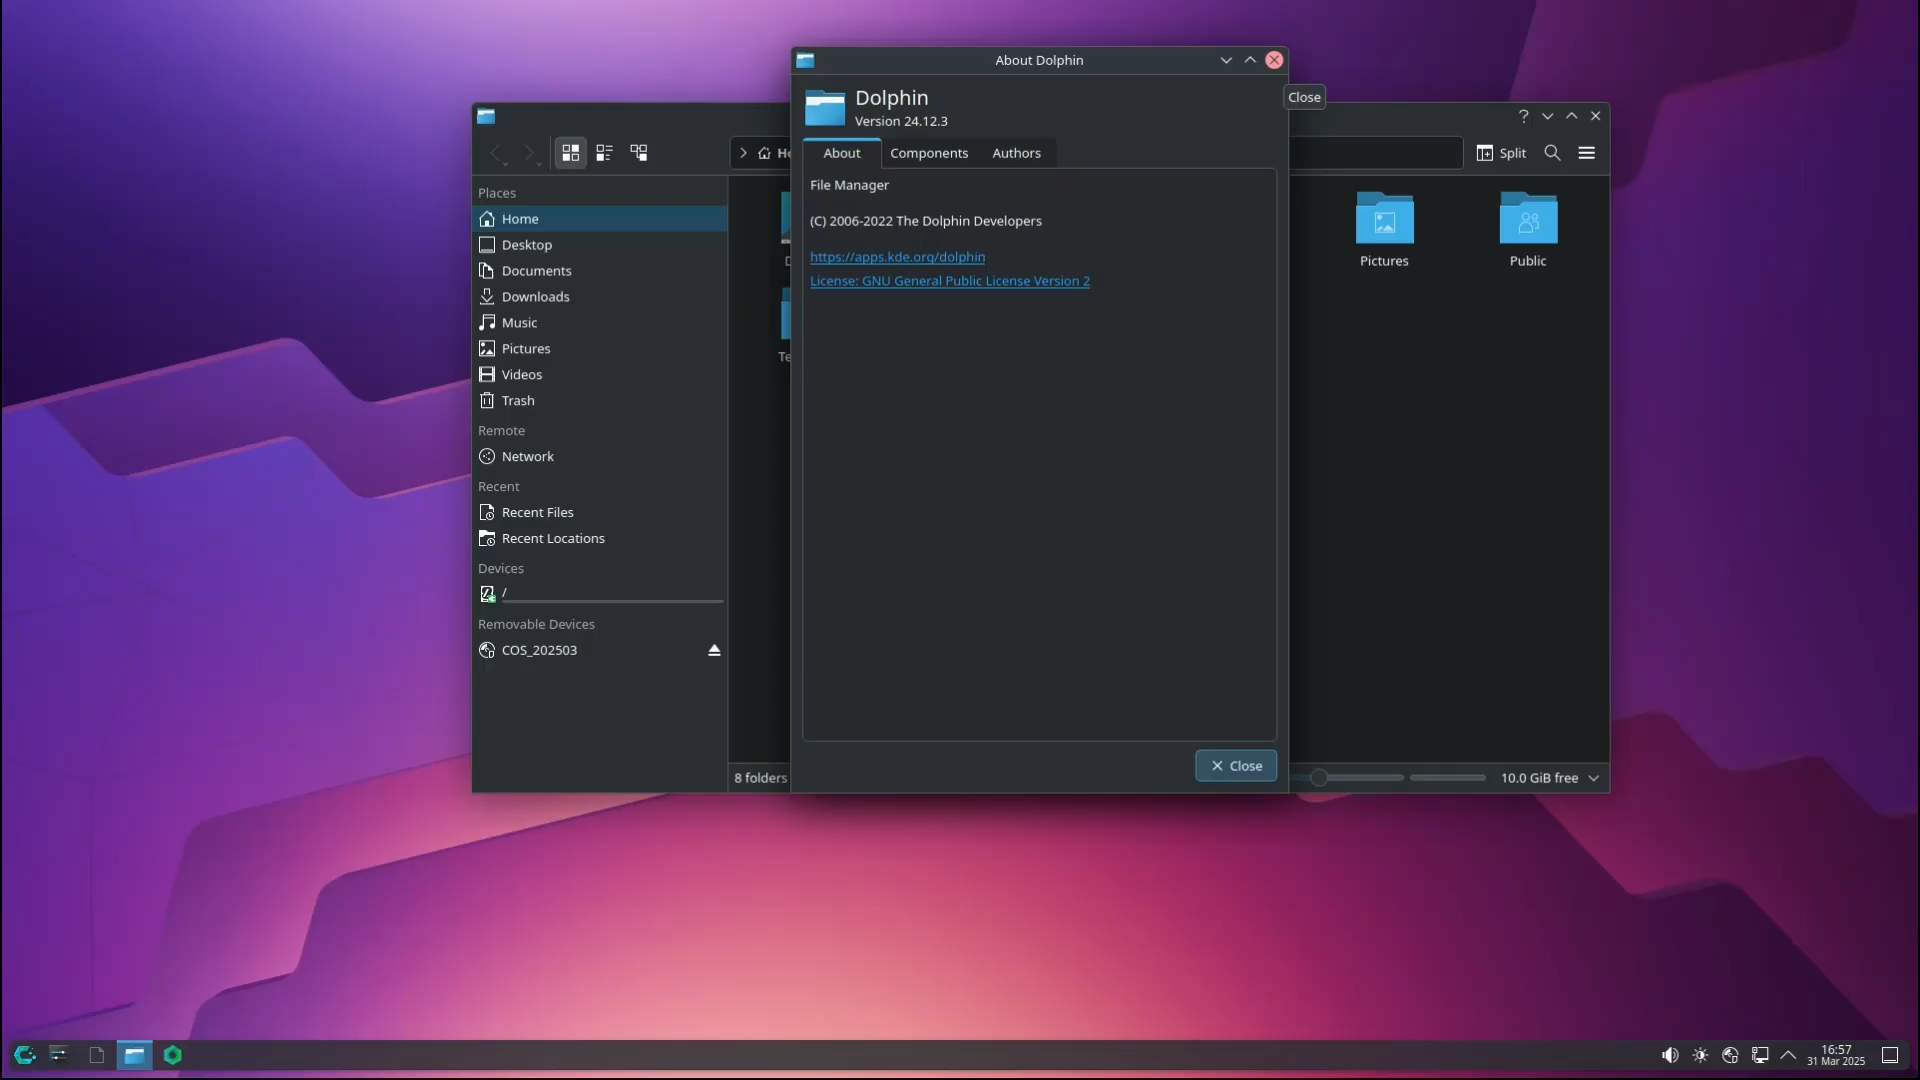 About Dolphin
Dolphin
Version 24.12.3
Close
About
Components
Authors
File Manager
(C) 2006-2022 The Dolphin Developers
https://apps.kde.org/dolphin
License: GNU General Public License Version 2
Close
Split
Places
Home
Desktop
Documents
Downloads
Music
Pictures
Videos
Trash
Remote
Network
Recent
Recent Files
Recent Locations
Devices
/
Removable Devices
COS_202503
Pictures
Public
8 folders
10.0 GiB free
16:57
31 Mar 2025